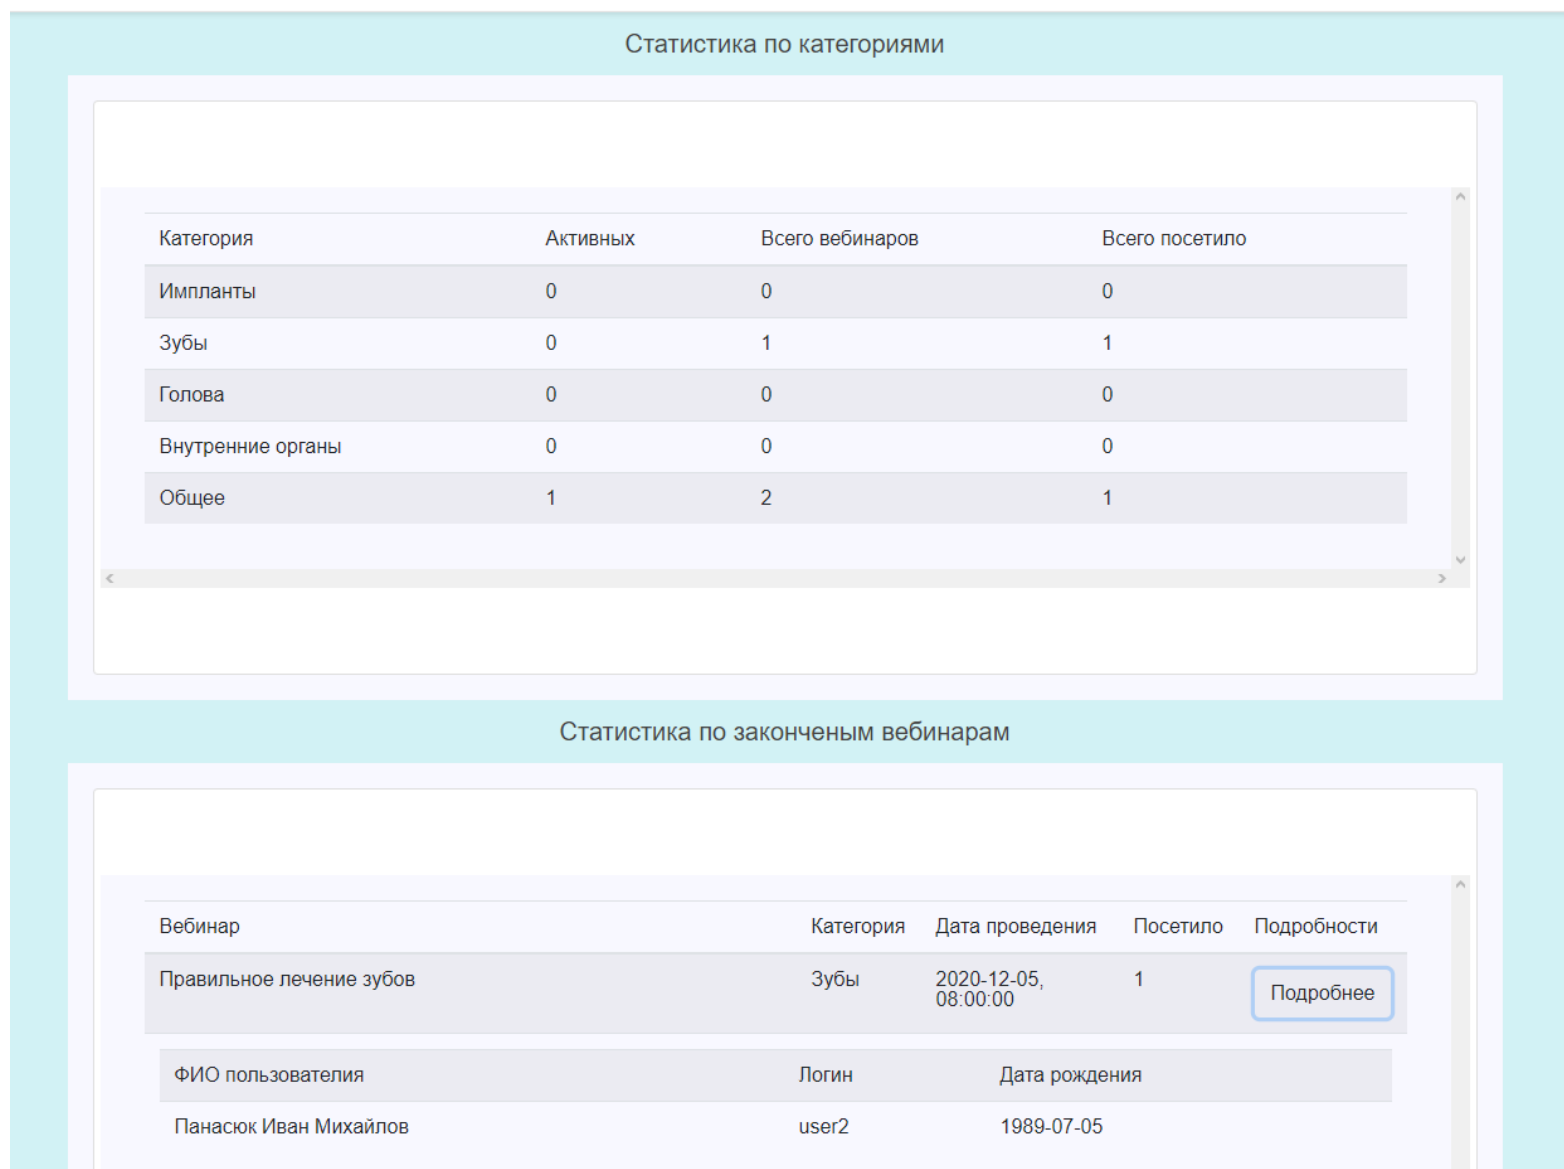 Статистика по категориями
Категория Активных Всего вебинаров Всего посетило
Импланты 0 0 0
Зубы 0 1 1
Голова 0 0 0
Внутренние органы 0 0 0
Общее 1 2 1
Статистика по законченым вебинарам
Вебинар Категория Дата проведения Посетило Подробности
Правильное лечение зубов Зубы 2020-12-05, 1 Подробнее
08:00:00
ФИО пользователия Логин Дата рождения
Панасюк Иван Михайлов user2 1989-07-05